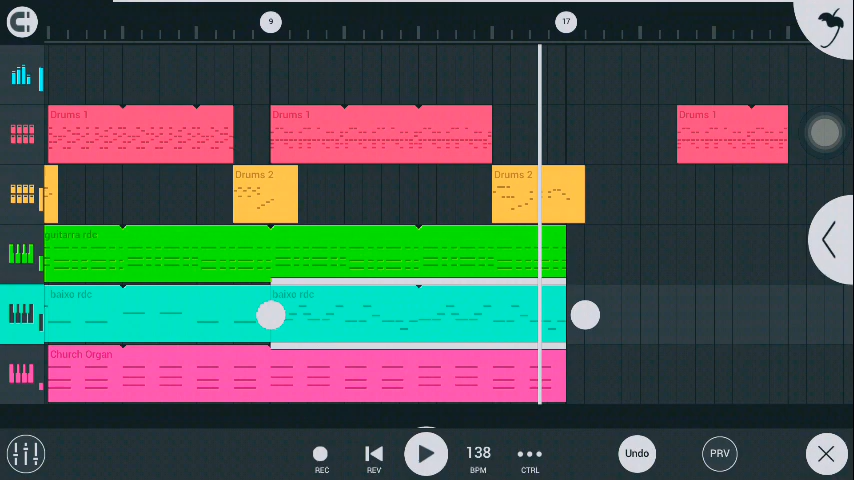 9
17
Drums 1
Drums 1
Drums 1
Drums 2
Drums 2
guitarra rdc
baixo rdc
baixo rdc
Church Organ
REC
REV
138
BPM
CTRL
Undo
PRV